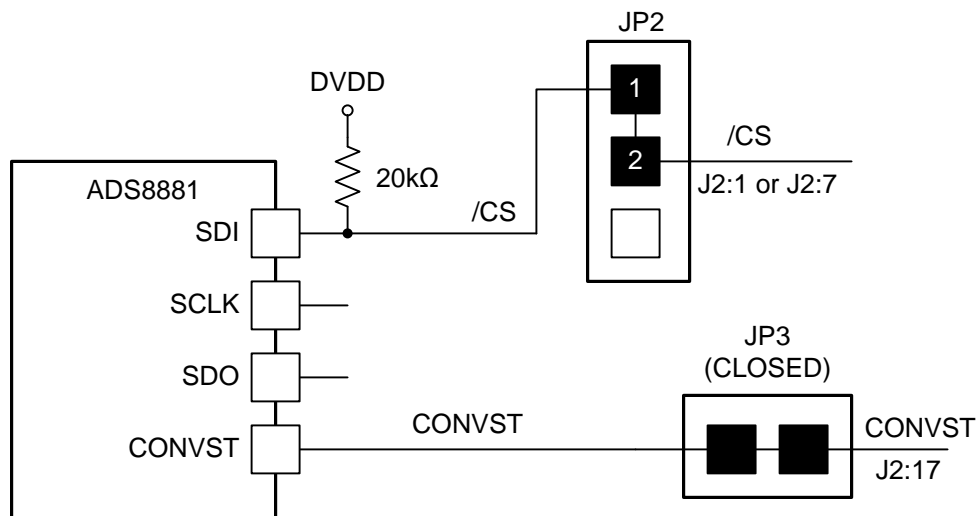 JP2
DVDD
1
2
/CS
J2:1 or J2:7
20kΩ
ADS8881
/CS
SDI
SCLK
SDO
CONVST
JP3
(CLOSED)
CONVST
CONVST
J2:17